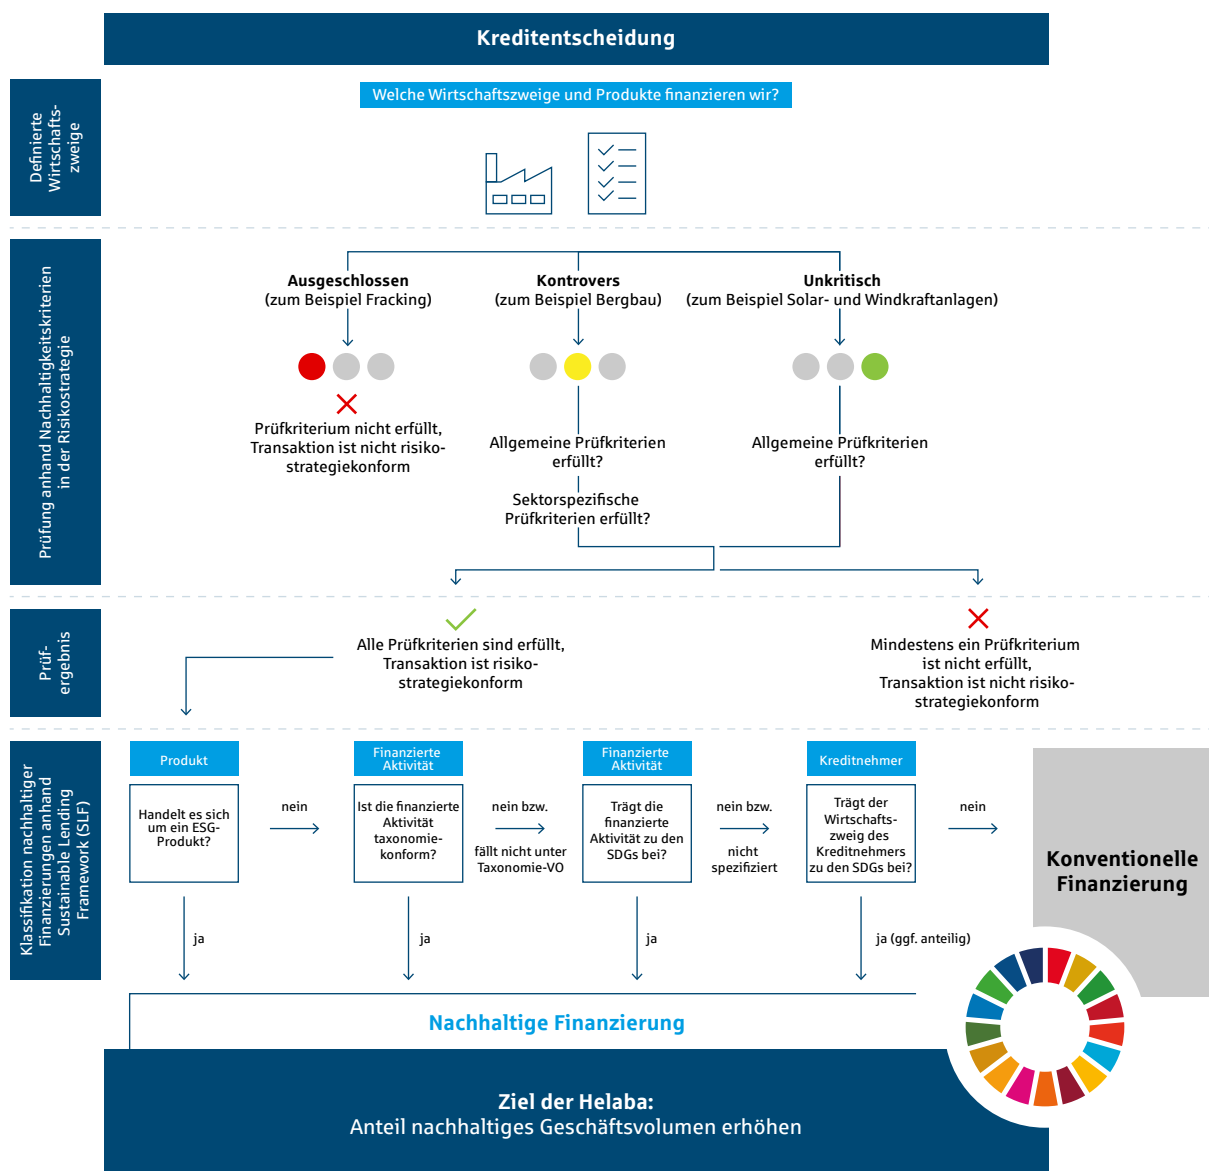 Kreditentscheidung
Definierte
Wirtschafts-
zweige
Welche Wirtschaftszweige und Produkte finanzieren wir?
Prüfung anhand Nachhaltigkeitskriterien
in der Risikostrategie
Ausgeschlossen
(zum Beispiel Fracking)
Kontrovers
(zum Beispiel Bergbau)
Unkritisch
(zum Beispiel Solar- und Windkraftanlagen)
Prüfkriterium nicht erfüllt,
Transaktion ist nicht risiko-
strategiekonform
Allgemeine Prüfkriterien
erfüllt?
Sektorspezifische
Prüfkriterien erfüllt?
Allgemeine Prüfkriterien
erfüllt?
Prüf-
ergebnis
Alle Prüfkriterien sind erfüllt,
Transaktion ist risiko-
strategiekonform
Mindestens ein Prüfkriterium
ist nicht erfüllt,
Transaktion ist nicht risiko-
strategiekonform
Klassifikation nachhaltiger
Finanzierungen anhand
Sustainable Lending
Framework (SLF)
Produkt
Handelt es sich
um ein ESG-
Produkt?
nein
ja
Finanzierte
Aktivität
Ist die finanzierte
Aktivität
taxonomie-
konform?
nein bzw.
fällt nicht unter
Taxonomie-VO
ja
Finanzierte
Aktivität
Trägt die
finanzierte
Aktivität zu den
SDGs bei?
nein bzw.
nicht
spezifiziert
ja
Kreditnehmer
Trägt der
Wirtschafts-
zweig des
Kreditnehmers
zu den SDGs bei?
nein
ja (ggf. anteilig)
Konventionelle
Finanzierung
Nachhaltige Finanzierung
Ziel der Helaba:
Anteil nachhaltiges Geschäftsvolumen erhöhen